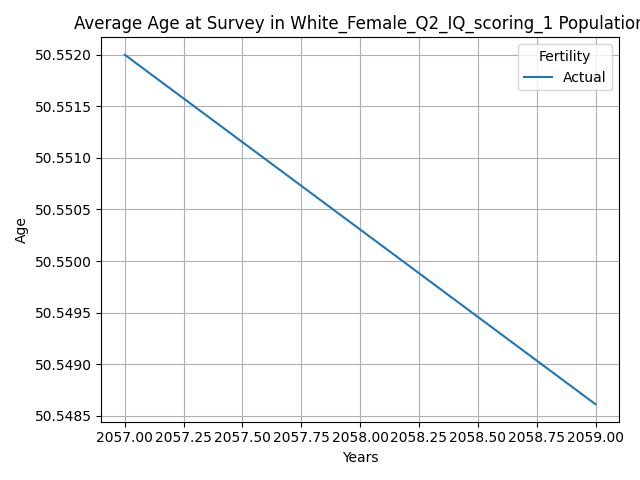 Average Age at Survey in White_Female_Q2_IQ_scoring_1 Population
Fertility
Actual
50.5520
50.5515
50.5510
50.5505
50.5500
50.5495
50.5490
50.5485
Age
2057.00 2057.25 2057.50 2057.75 2058.00 2058.25 2058.50 2058.75 2059.00
Years